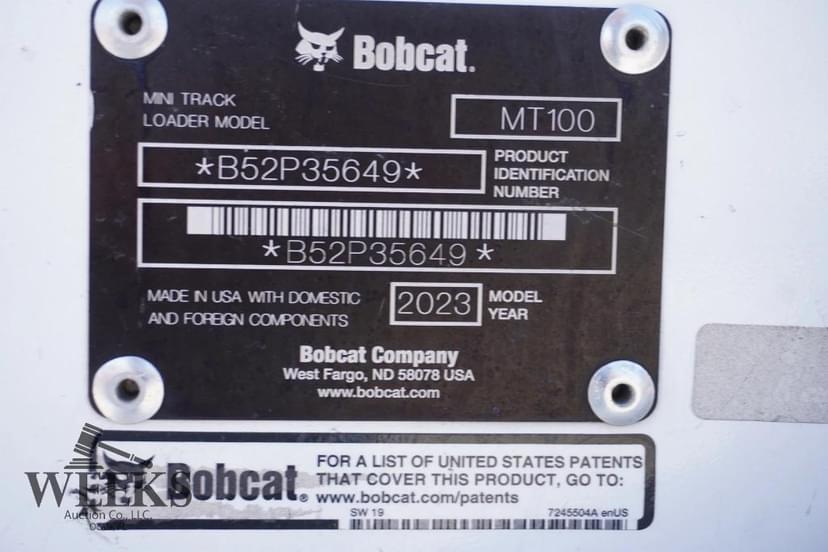 Bobcat.
MINI TRACK
LOADER MODEL
MT100
*B52P35649*
PRODUCT
IDENTIFICATION
NUMBER
*B52P35649*
MADE IN USA WITH DOMESTIC
AND FOREIGN COMPONENTS
2023
MODEL
YEAR
Bobcat Company
West Fargo, ND 58078 USA
www.bobcat.com
Bobcat®
FOR A LIST OF UNITED STATES PATENTS
THAT COVER THIS PRODUCT, GO TO:
www.bobcat.com/patents
SW 19
7245504A enUS
WEEKS
Auction Co., LLC.